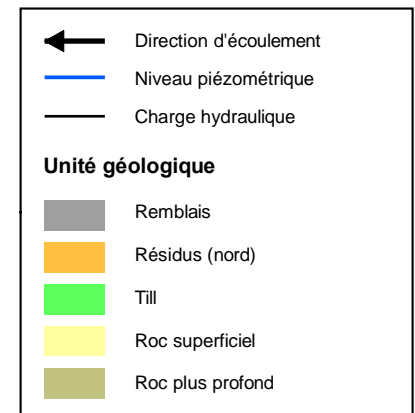 Direction d'écoulement
Niveau piézométrique
Charge hydraulique
Unité géologique
Remblais
Résidus (nord)
Till
Roc superficiel
Roc plus profond